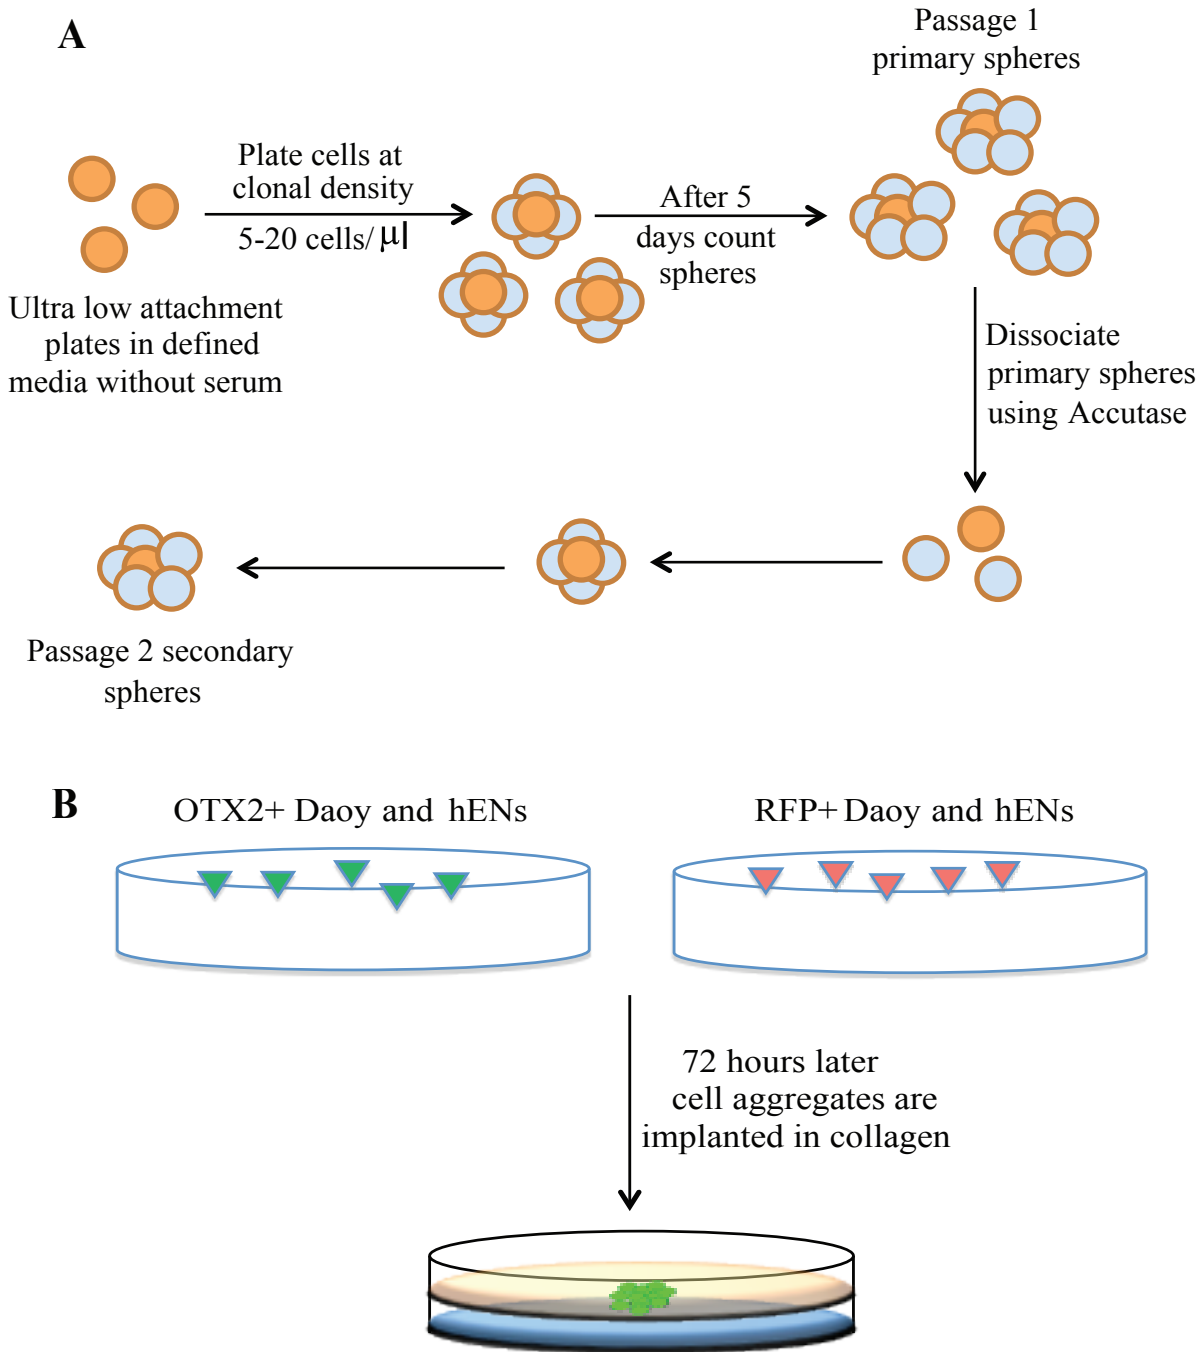 A
Passage 1
primary spheres
Plate cells at
clonal density
5-20 cells/ μl
After 5
days count
spheres
Ultra low attachment
plates in defined
media without serum
Dissociate
primary spheres
using Accutase
Passage 2 secondary
spheres
B
OTX2+ Daoy and hENs
RFP+ Daoy and hENs
72 hours later
cell aggregates are
implanted in collagen